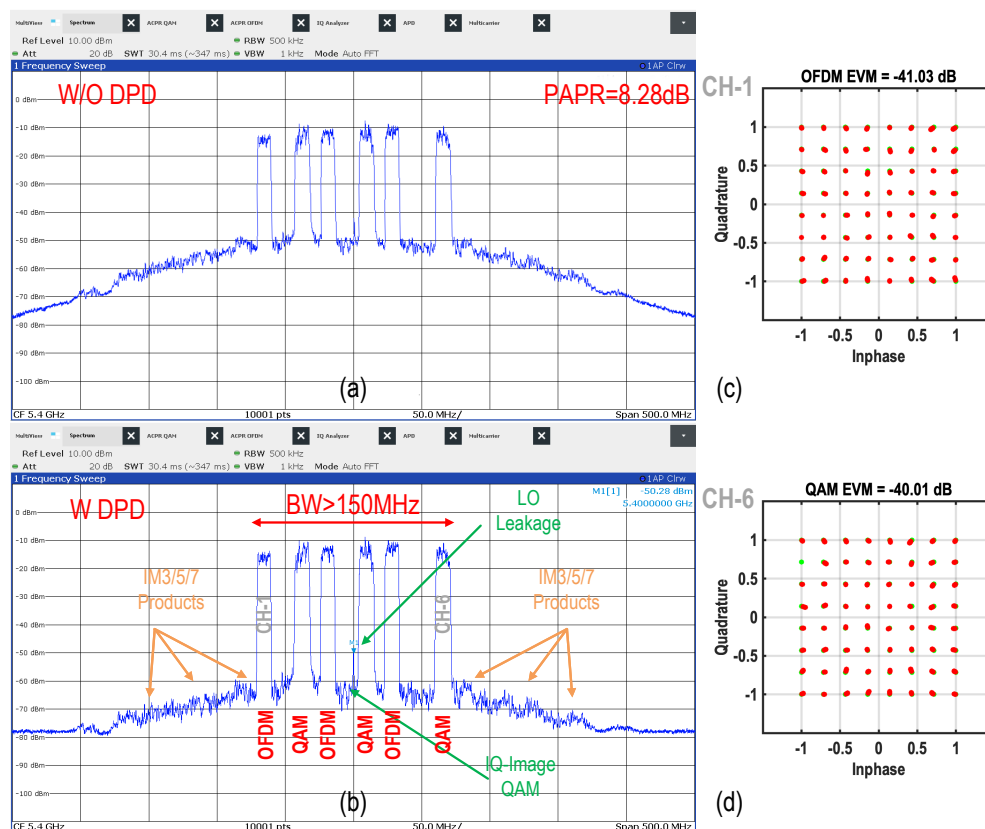 MultiView Spectrum ACPR QAM ACPR OFDM IQ Analyzer APD Multicarrier
Ref Level 10.00 dBm RBW 500 kHz
Att 20 dB SWT 30.4 ms (~347 ms) VBW 1 kHz Mode Auto FFT
1 Frequency Sweep 1AP Clrw
W/O DPD PAPR=8.28dB
0 dBm
-10 dBm
-20 dBm
-30 dBm
-40 dBm
-50 dBm
-60 dBm
-70 dBm
-80 dBm
-90 dBm
-100 dBm
(a)
CF 5.4 GHz 10001 pts 50.0 MHz/ Span 500.0 MHz
CH-1
OFDM EVM = -41.03 dB
Quadrature
1
0.5
0
-0.5
-1
-1 -0.5 0 0.5 1
Inphase
(c)
MultiView Spectrum ACPR QAM ACPR OFDM IQ Analyzer APD Multicarrier
Ref Level 10.00 dBm RBW 500 kHz
Att 20 dB SWT 30.4 ms (~347 ms) VBW 1 kHz Mode Auto FFT
1 Frequency Sweep 1AP Clrw
M1[1] -50.28 dBm
5.4000000 GHz
W DPD
BW>150MHz
LO
Leakage
IM3/5/7
Products
IM3/5/7
Products
CH-1
CH-6
M1
0 dBm
-10 dBm
-20 dBm
-30 dBm
-40 dBm
-50 dBm
-60 dBm
-70 dBm
-80 dBm
-90 dBm
-100 dBm
OFDM
QAM
OFDM
QAM
OFDM
QAM
IQ-Image
QAM
(b)
CF 5.4 GHz 10001 pts 50.0 MHz/ Span 500.0 MHz
CH-6
QAM EVM = -40.01 dB
Quadrature
1
0.5
0
-0.5
-1
-1 -0.5 0 0.5 1
Inphase
(d)